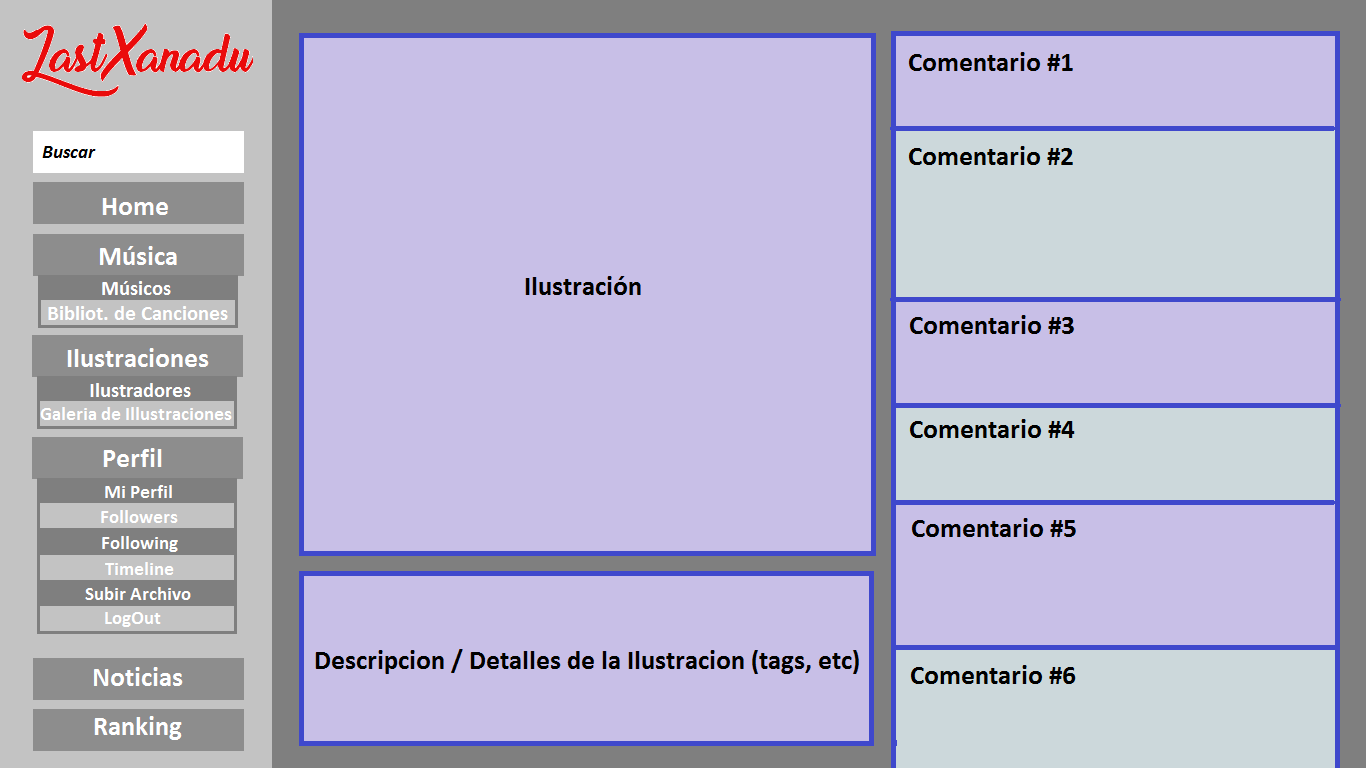 LastXanadu
Buscar
Home
Música
Músicos
Bibliot. de Canciones
Ilustraciones
Ilustradores
Galeria de Illustraciones
Perfil
Mi Perfil
Followers
Following
Timeline
Subir Archivo
LogOut
Noticias
Ranking
Ilustración
Descripcion / Detalles de la Ilustracion (tags, etc)
Comentario #1
Comentario #2
Comentario #3
Comentario #4
Comentario #5
Comentario #6